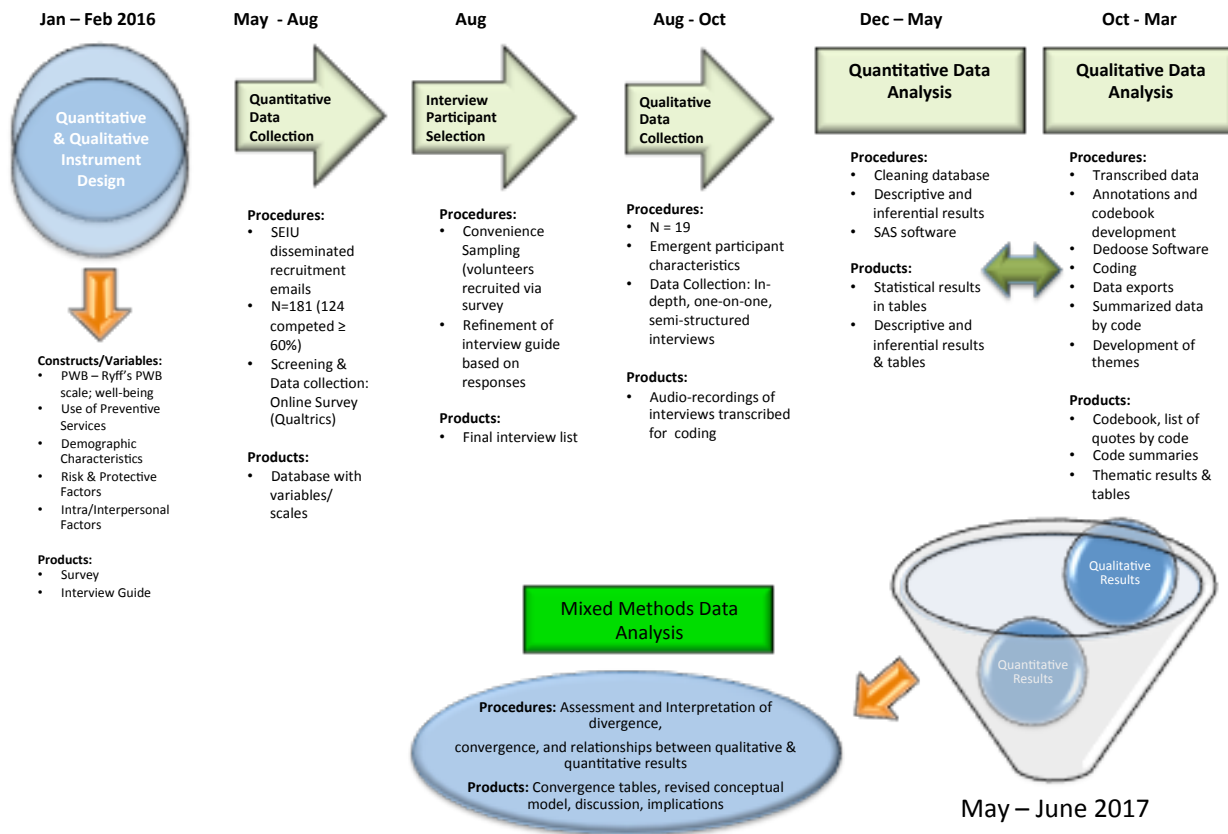 Jan – Feb 2016
Quantitative
& Qualitative
Instrument
Design
Constructs/Variables:
• PWB – Ryff's PWB
scale; well-being
• Use of Preventive
Services
• Demographic
Characteristics
• Risk & Protective
Factors
• Intra/Interpersonal
Factors
Products:
• Survey
• Interview Guide
May - Aug
Quantitative
Data
Collection
Procedures:
• SEIU
disseminated
recruitment
emails
• N=181 (124
competed ≥
60%)
• Screening &
Data collection:
Online Survey
(Qualtrics)
Products:
• Database with
variables/
scales
Aug
Interview
Participant
Selection
Procedures:
• Convenience
Sampling
(volunteers
recruited via
survey
• Refinement of
interview guide
based on
responses
Products:
• Final interview list
Aug - Oct
Qualitative
Data
Collection
Procedures:
• N = 19
• Emergent participant
characteristics
• Data Collection: In-
depth, one-on-one,
semi-structured
interviews
Products:
• Audio-recordings of
interviews transcribed
for coding
Dec – May
Quantitative Data
Analysis
Procedures:
• Cleaning database
• Descriptive and
inferential results
• SAS software
Products:
• Statistical results
in tables
• Descriptive and
inferential results
& tables
Oct - Mar
Qualitative Data
Analysis
Procedures:
• Transcribed data
• Annotations and
codebook
development
• Dedoose Software
• Coding
• Data exports
• Summarized data
by code
• Development of
themes
Products:
• Codebook, list of
quotes by code
• Code summaries
• Thematic results &
tables
Qualitative
Results
Quantitative
Results
May – June 2017
Mixed Methods Data
Analysis
Procedures: Assessment and Interpretation of
divergence,
convergence, and relationships between qualitative &
quantitative results
Products: Convergence tables, revised conceptual
model, discussion, implications